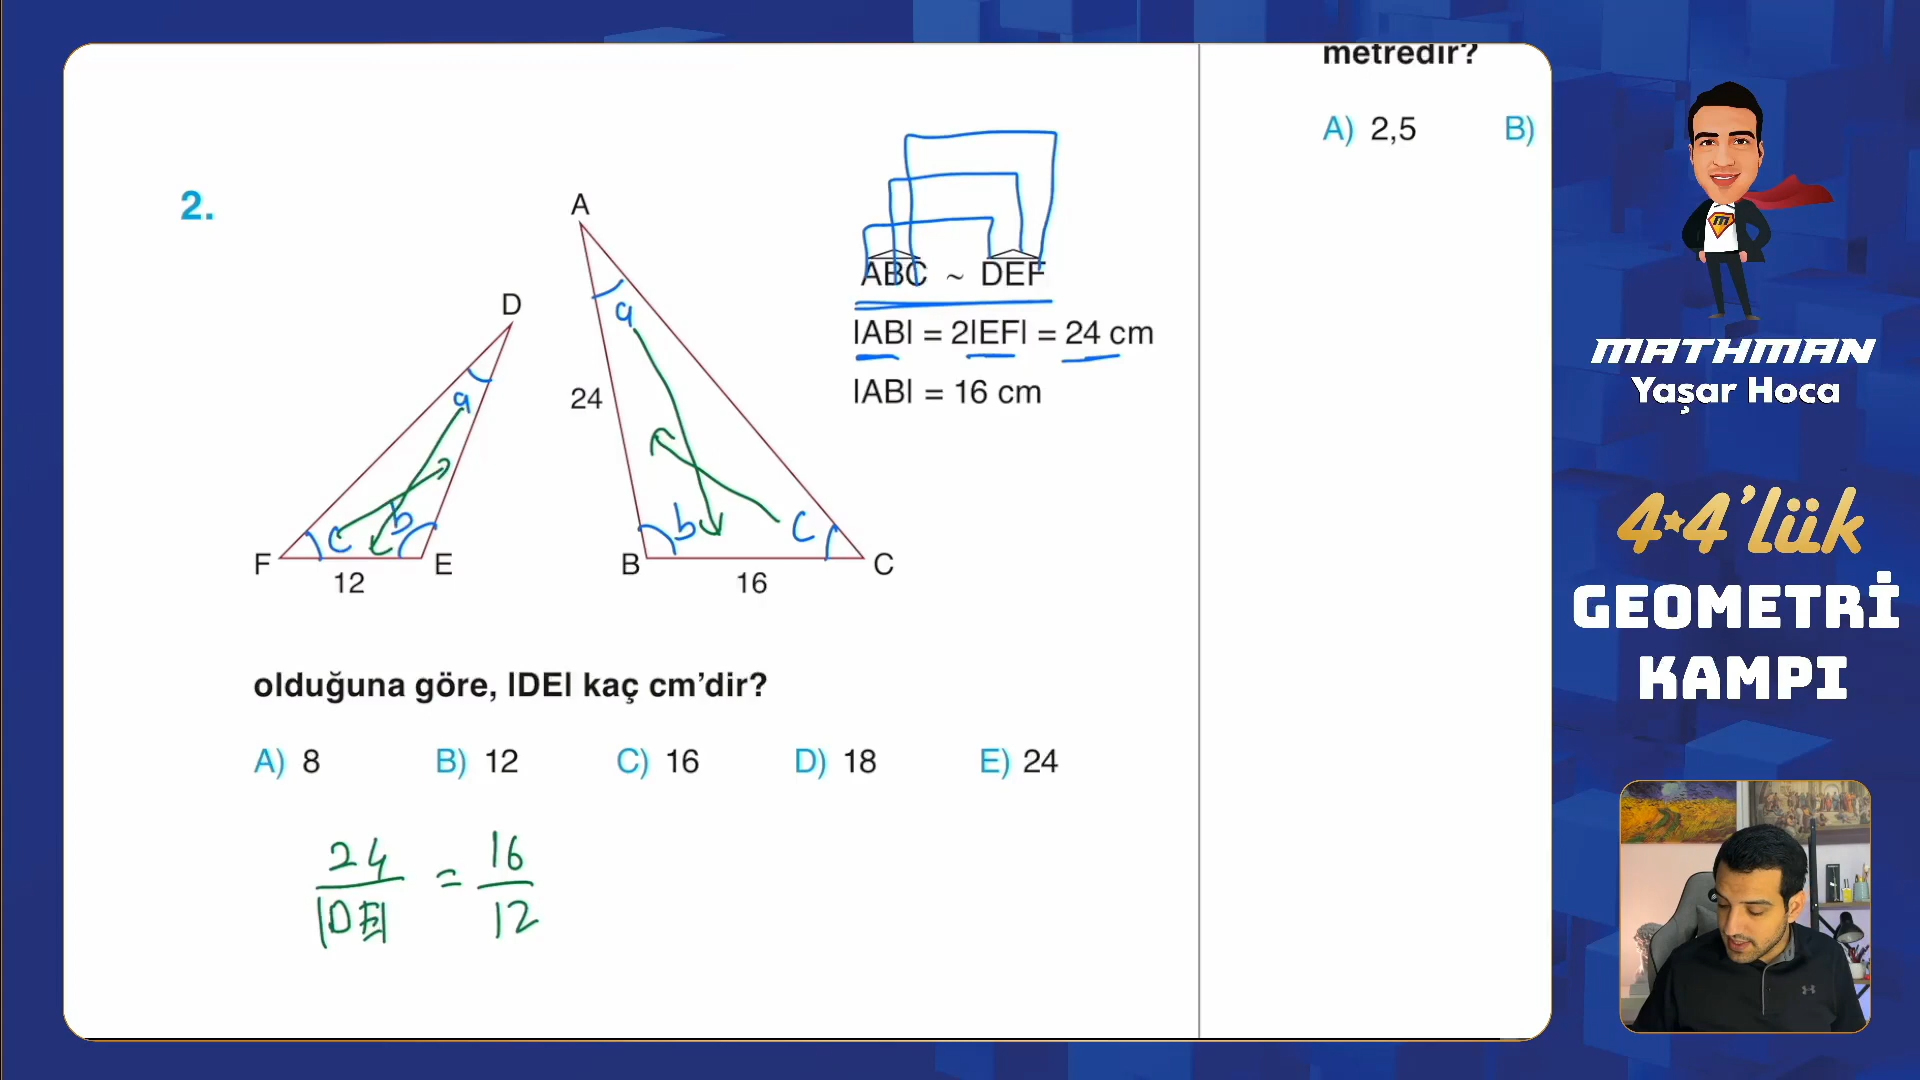 metredir?
A) 2,5 B)
2.
A
D
ABC ~ DEF
|AB| = 2|EF| = 24 cm
|AB| = 16 cm
a
a
24
b
c
b
c
F
E
B
C
12
16
olduğuna göre, |DE| kaç cm'dir?
A) 8 B) 12 C) 16 D) 18 E) 24
24 = 16
|DE| 12
M
MATHMAN
Yaşar Hoca
4★4'lük
GEOMETRİ
KAMPI